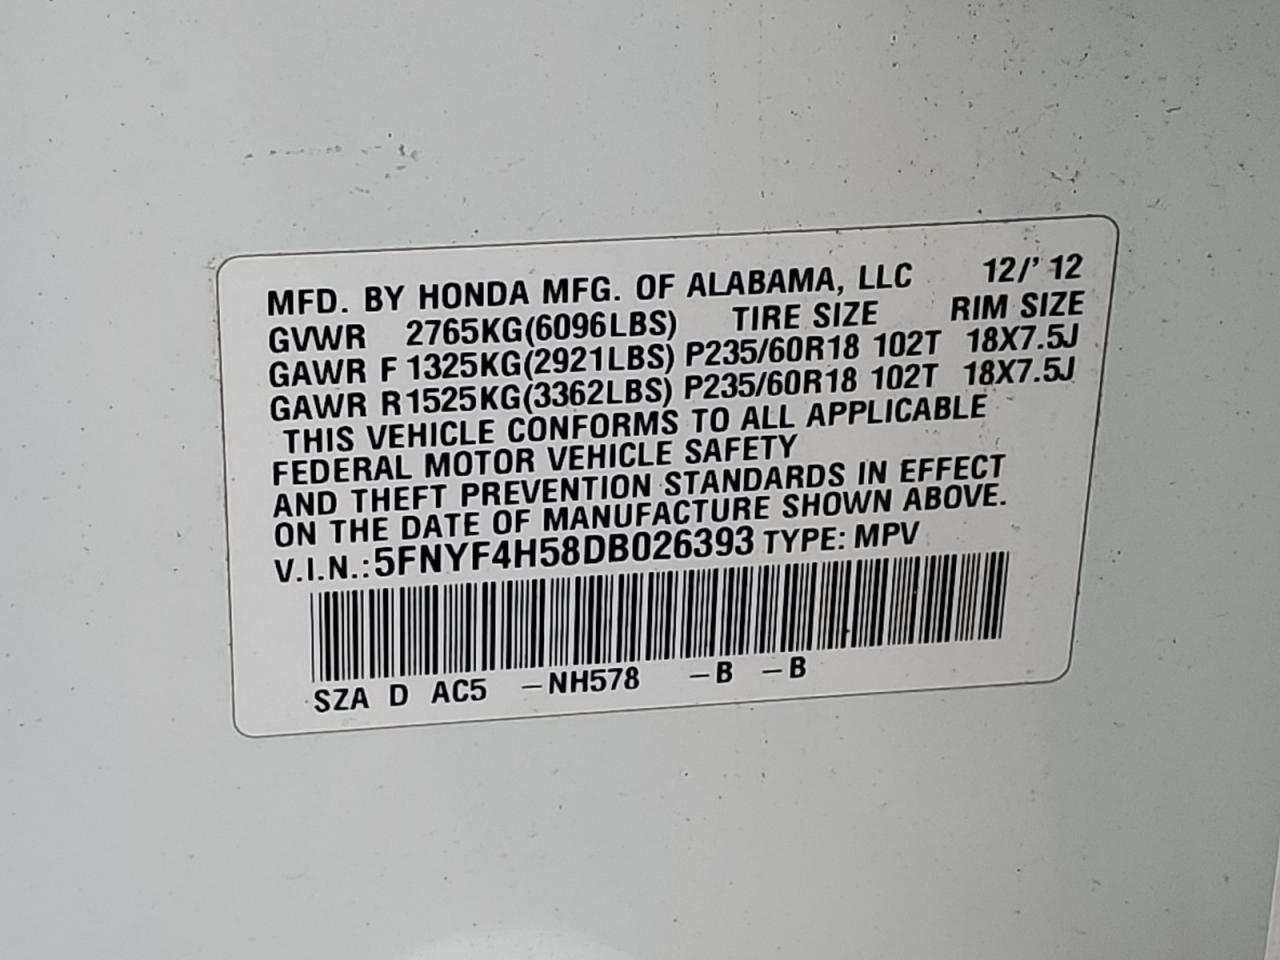 MFD. BY HONDA MFG. OF ALABAMA, LLC 12/' 12
GVWR 2765KG(6096LBS) TIRE SIZE RIM SIZE
GAWR F 1325KG(2921LBS) P235/60R18 102T 18X7.5J
GAWR R 1525KG(3362LBS) P235/60R18 102T 18X7.5J
THIS VEHICLE CONFORMS TO ALL APPLICABLE
FEDERAL MOTOR VEHICLE SAFETY
AND THEFT PREVENTION STANDARDS IN EFFECT
ON THE DATE OF MANUFACTURE SHOWN ABOVE.
V.I.N.: 5FNYF4H58DB026393 TYPE: MPV
SZA D AC5 –NH578 –B –B